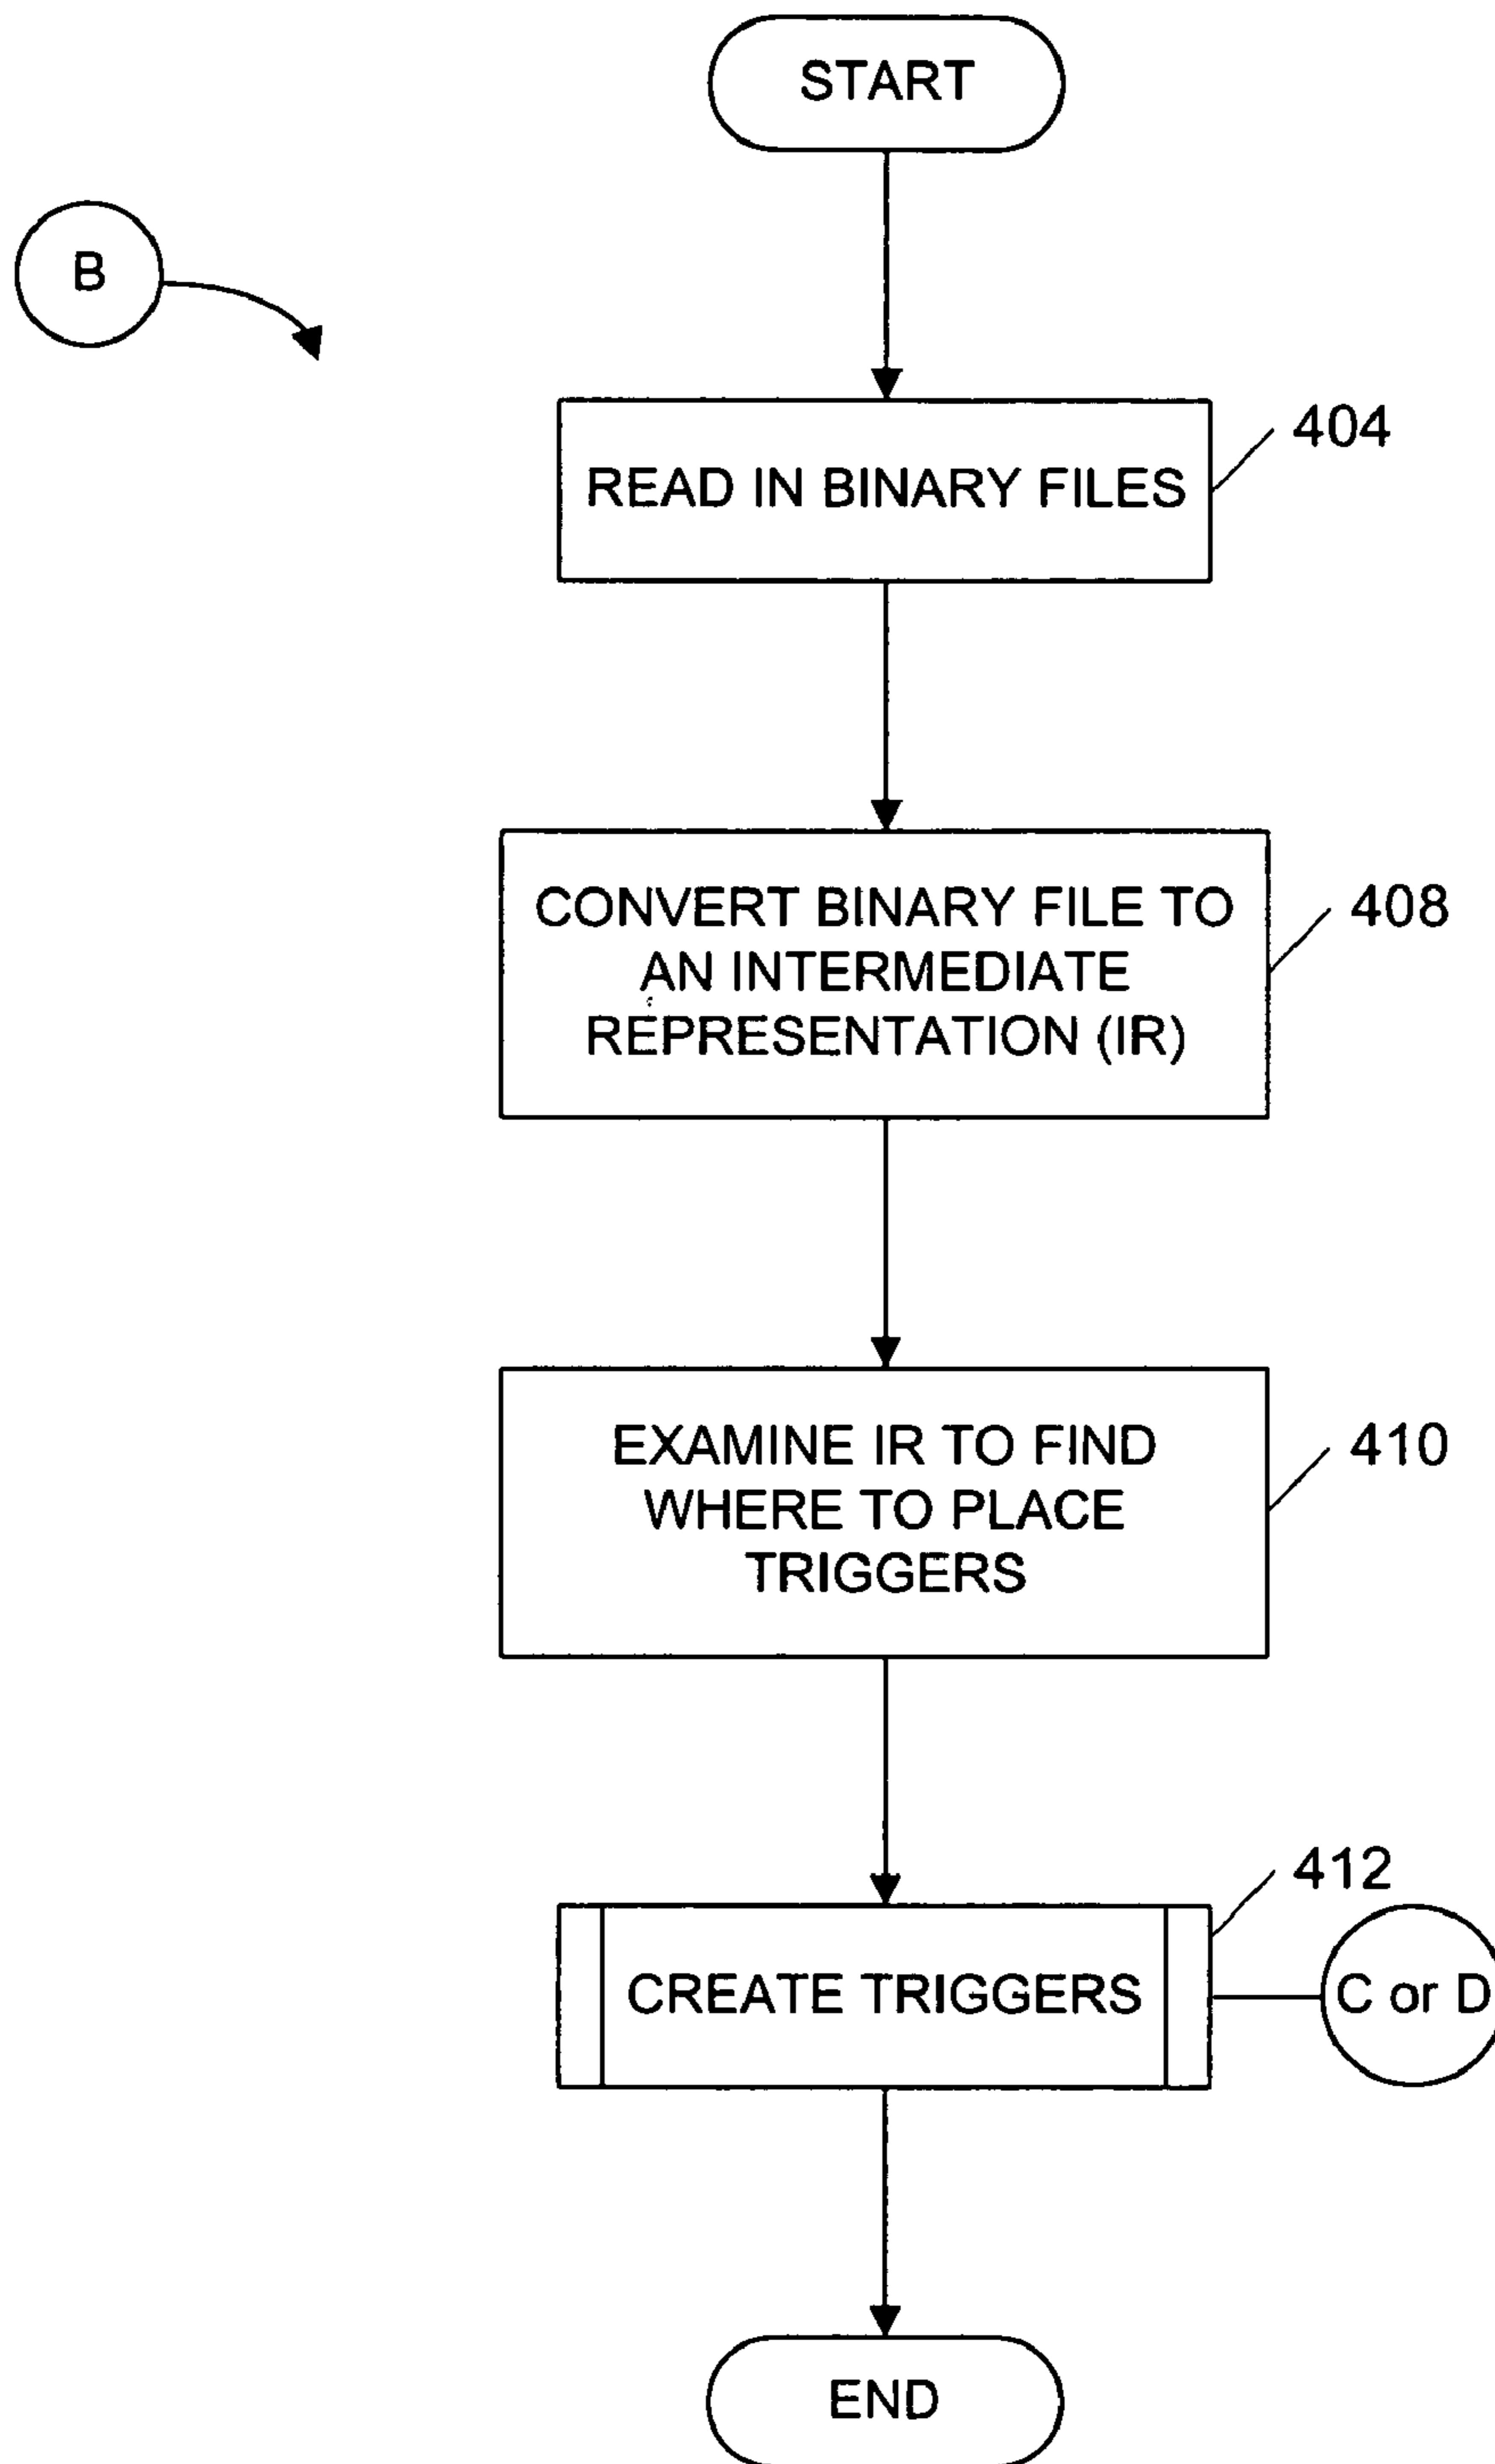 START
B
404
READ IN BINARY FILES
408
CONVERT BINARY FILE TO
AN INTERMEDIATE
REPRESENTATION (IR)
410
EXAMINE IR TO FIND
WHERE TO PLACE
TRIGGERS
412
CREATE TRIGGERS
C or D
END